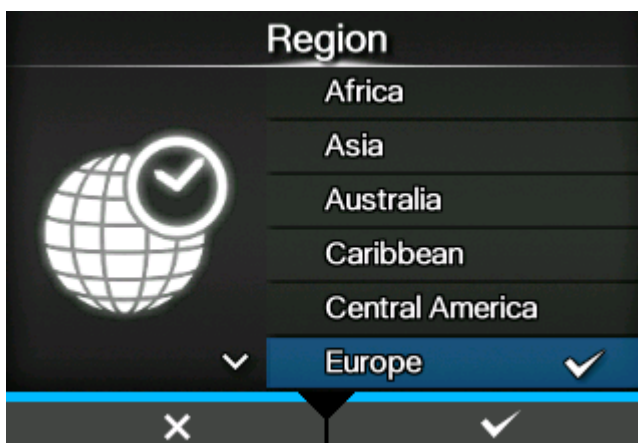 Region
Africa
Asia
Australia
Caribbean
Central America
Europe